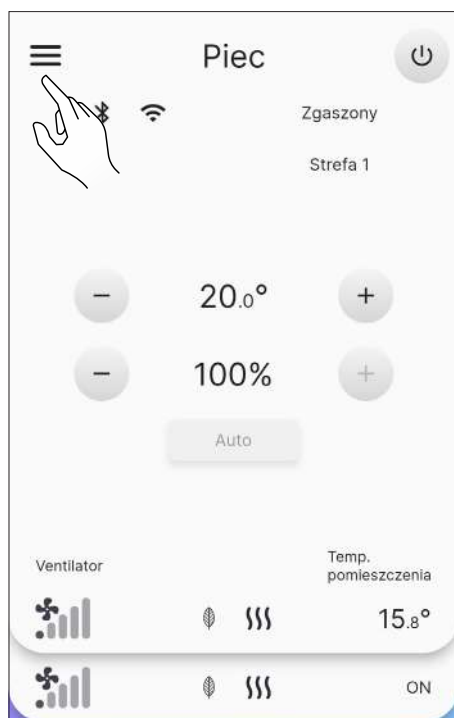 Piec
Zgaszony
Strefa 1
− 20.0° +
− 100% +
Auto
Ventilator
Temp.
pomieszczenia
15.8°
ON